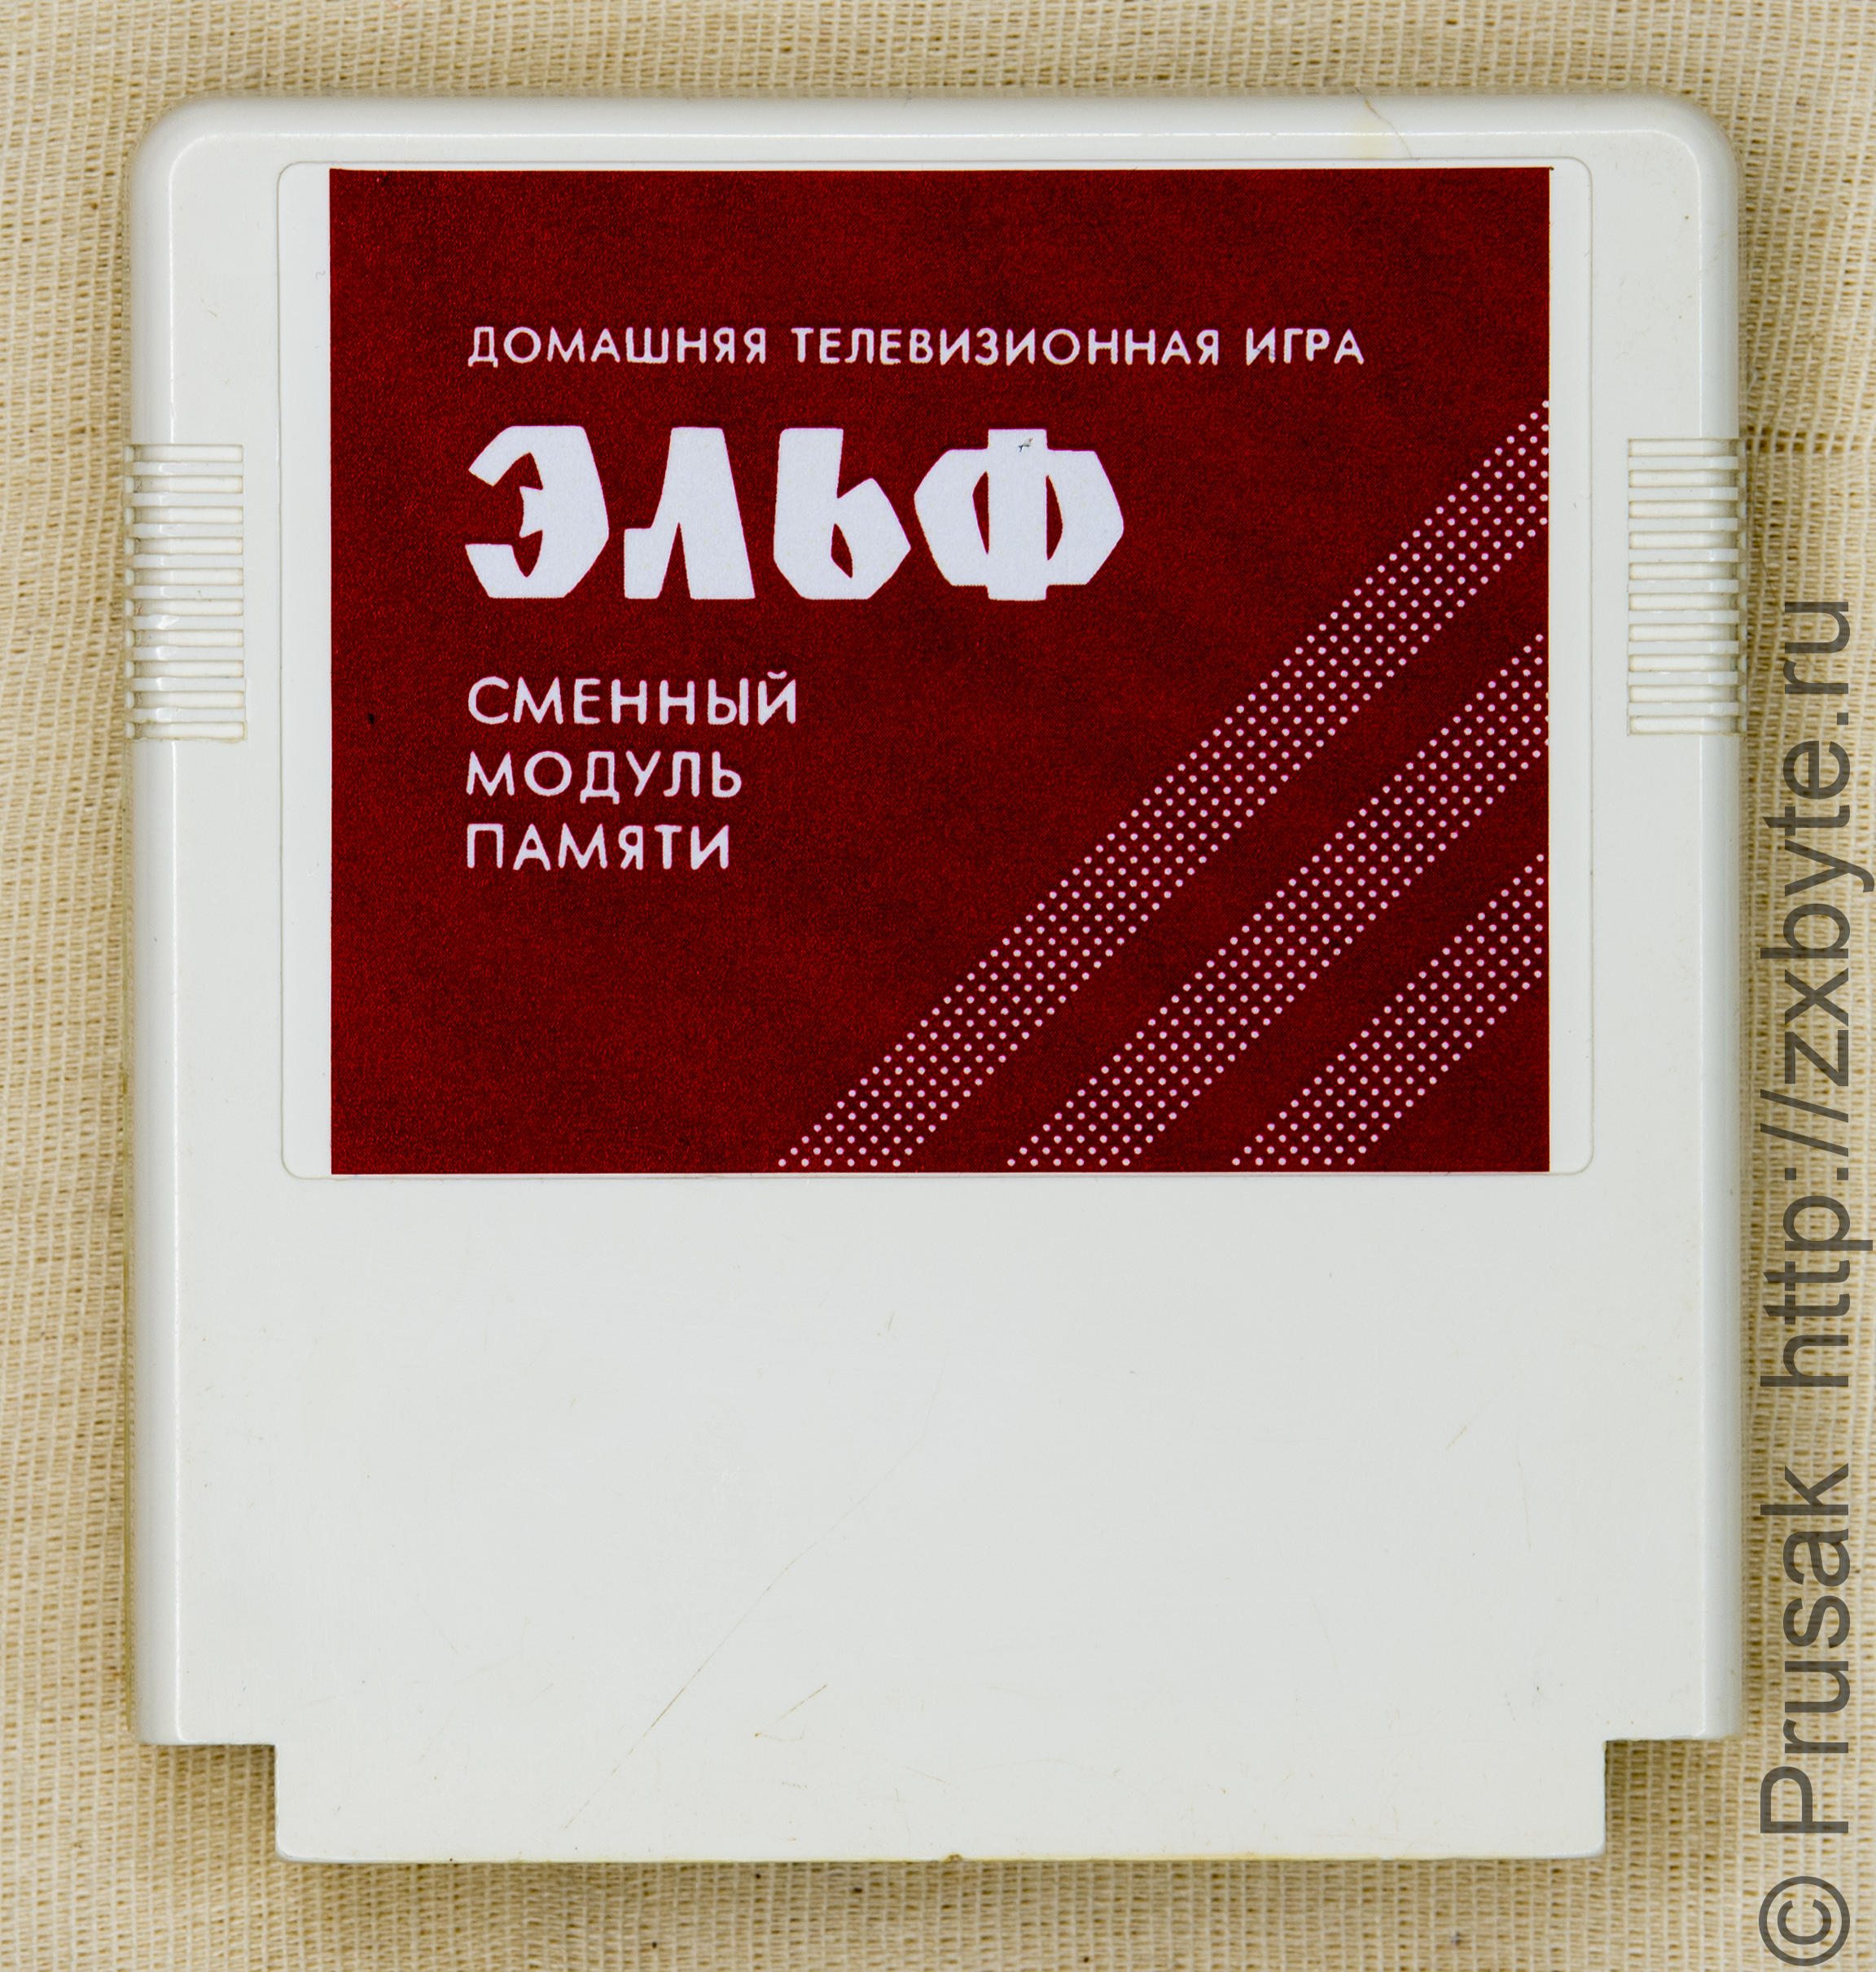 ДОМАШНЯЯ ТЕЛЕВИЗИОННАЯ ИГРА
ЭЛЬФ
СМЕННЫЙ
МОДУЛЬ
ПАМЯТИ
© Prusak http://zxbyte.ru